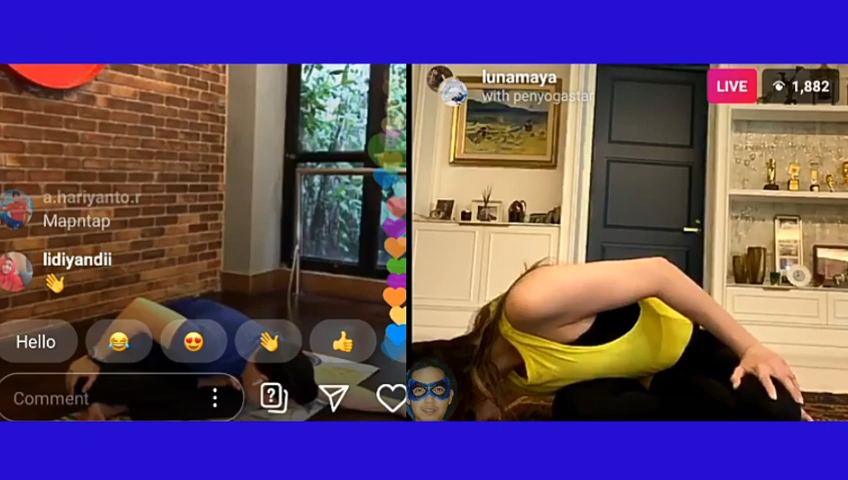 a.hariyanto.r
Mapntap
lidiyandii
Hello
Comment
lunamaya
with penyogastar
LIVE
1,882